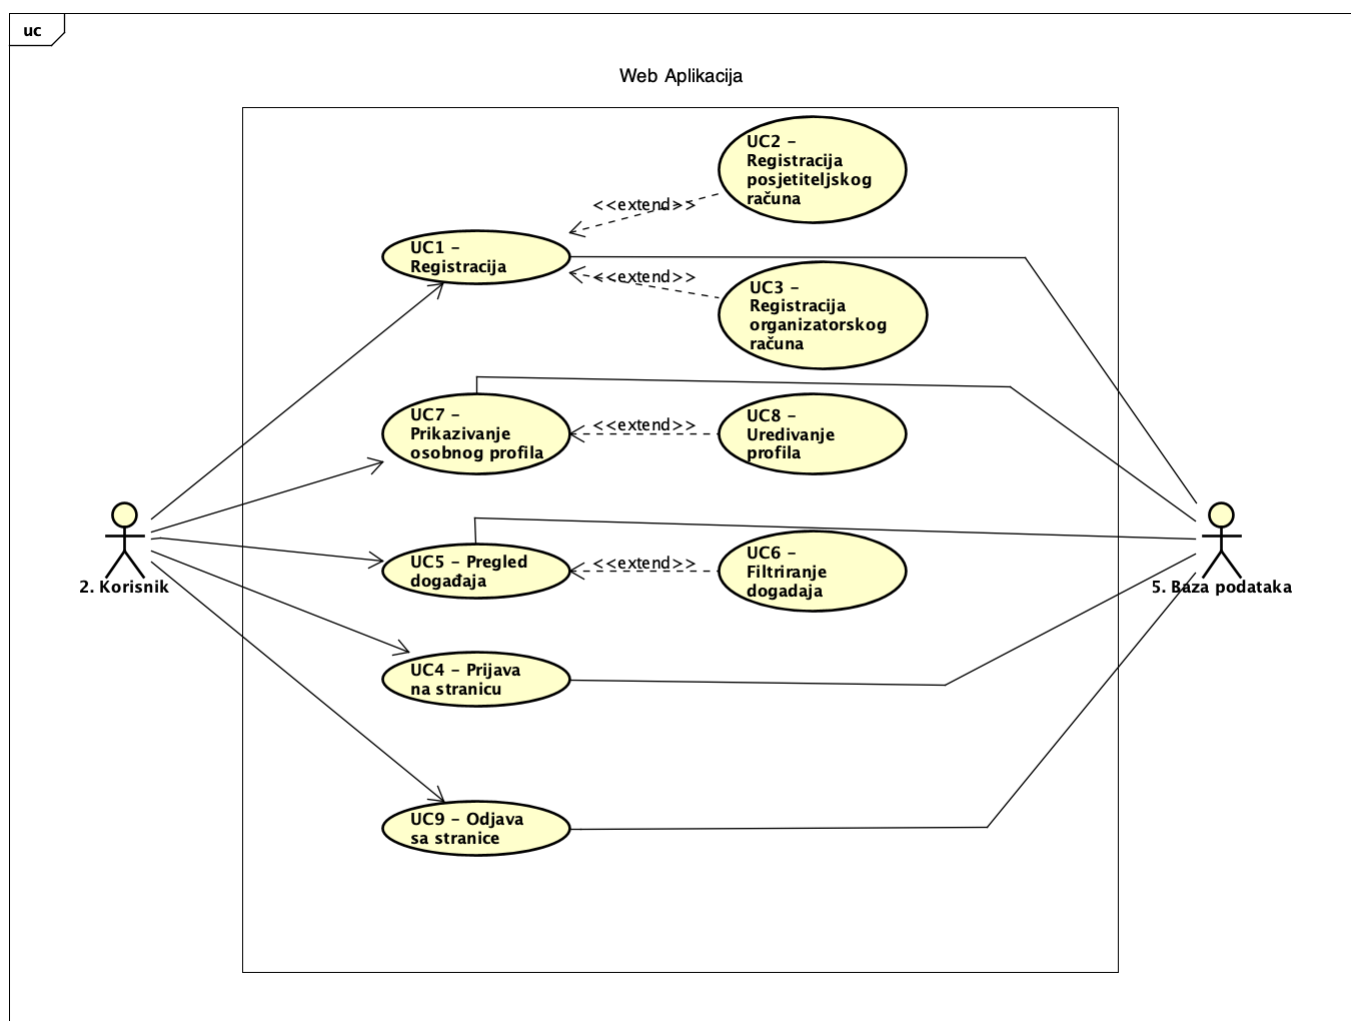 uc
Web Aplikacija
UC2 –
Registracija
posjetiteljskog
računa
<<extend>>
UC1 –
Registracija
<<extend>>
UC3 –
Registracija
organizatorskog
računa
UC7 –
Prikazivanje
osobnog profila
<<extend>>
UC8 –
Uredivanje
profila
2. Korisnik
5. Baza podataka
UC5 – Pregled
događaja
<<extend>>
UC6 –
Filtriranje
dogadaja
UC4 – Prijava
na stranicu
UC9 – Odjava
sa stranice